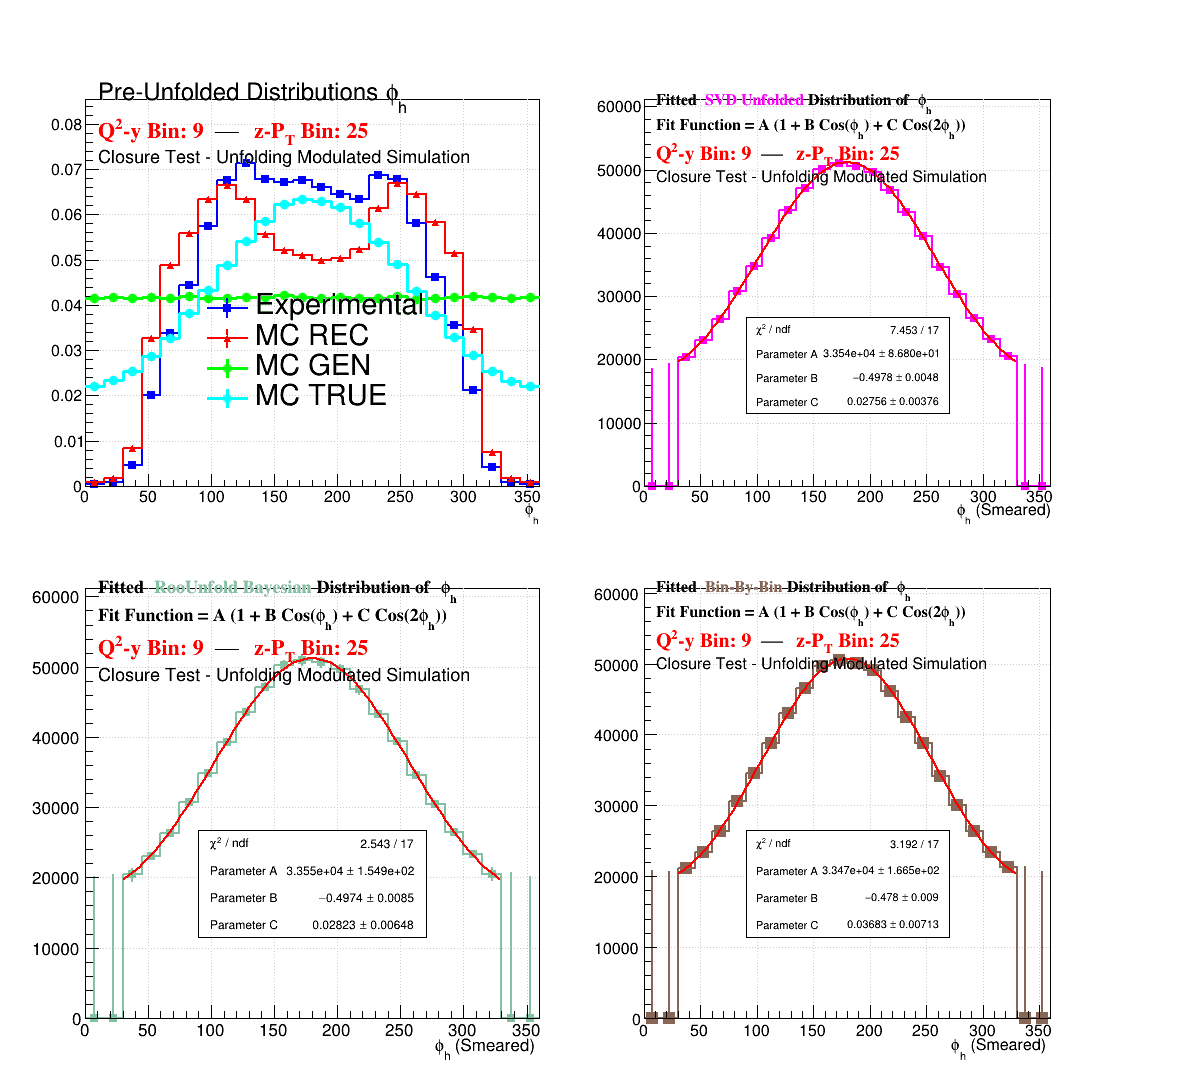 Pre-Unfolded Distributions ϕh
Q²-y Bin: 9 — z-PT Bin: 25
Closure Test - Unfolding Modulated Simulation
0.08
0.07
0.06
0.05
0.04
0.03
0.02
0.01
0
Experimental
MC REC
MC GEN
MC TRUE
0 50 100 150 200 250 300 350
ϕh
Fitted SVD Unfolded Distribution of ϕh
Fit Function = A (1 + B Cos(ϕh) + C Cos(2ϕh))
Q²-y Bin: 9 — z-PT Bin: 25
Closure Test - Unfolding Modulated Simulation
60000
50000
40000
30000
20000
10000
0
χ² / ndf 7.453 / 17
Parameter A 3.354e+04 ± 8.680e+01
Parameter B −0.4978 ± 0.0048
Parameter C 0.02756 ± 0.00376
0 50 100 150 200 250 300 350
ϕh (Smeared)
Fitted RooUnfold Bayesian Distribution of ϕh
Fit Function = A (1 + B Cos(ϕh) + C Cos(2ϕh))
Q²-y Bin: 9 — z-PT Bin: 25
Closure Test - Unfolding Modulated Simulation
60000
50000
40000
30000
20000
10000
0
χ² / ndf 2.543 / 17
Parameter A 3.355e+04 ± 1.549e+02
Parameter B −0.4974 ± 0.0085
Parameter C 0.02823 ± 0.00648
0 50 100 150 200 250 300 350
ϕh (Smeared)
Fitted Bin-By-Bin Distribution of ϕh
Fit Function = A (1 + B Cos(ϕh) + C Cos(2ϕh))
Q²-y Bin: 9 — z-PT Bin: 25
Closure Test - Unfolding Modulated Simulation
60000
50000
40000
30000
20000
10000
0
χ² / ndf 3.192 / 17
Parameter A 3.347e+04 ± 1.665e+02
Parameter B −0.478 ± 0.009
Parameter C 0.03683 ± 0.00713
0 50 100 150 200 250 300 350
ϕh (Smeared)